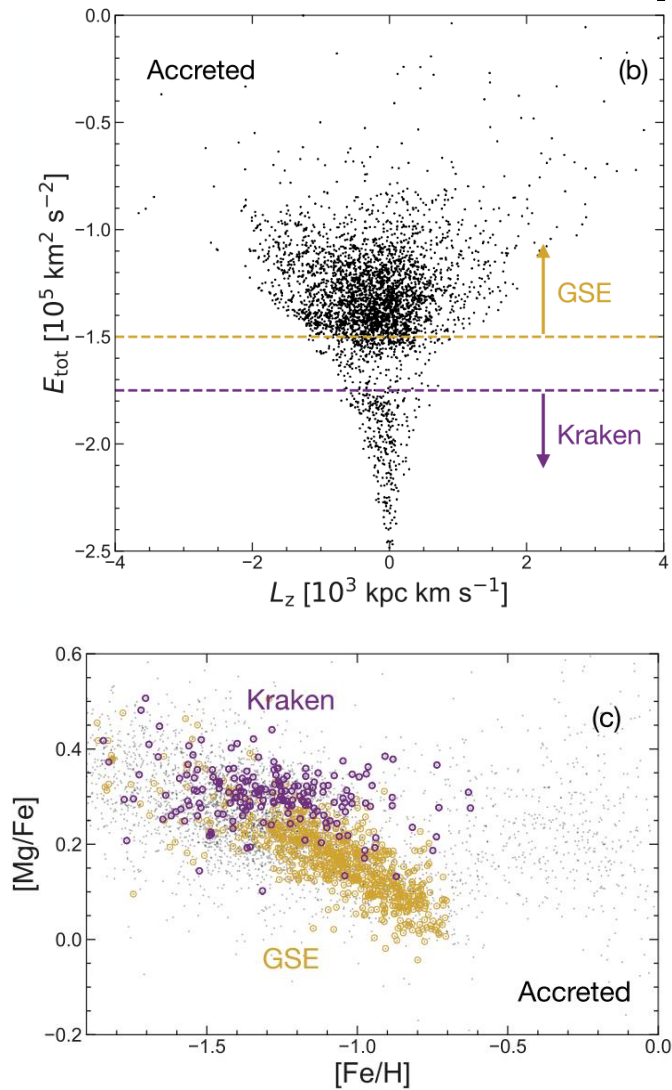 0.0
Accreted
(b)
−0.5
−1.0
GSE
−1.5
Kraken
−2.0
−2.5
−4
−2
0
2
4
E_tot [10^5 km^2 s^−2]
L_z [10^3 kpc km s^−1]
0.6
Kraken
(c)
0.4
0.2
0.0
GSE
Accreted
−0.2
−1.5
−1.0
−0.5
0.0
[Mg/Fe]
[Fe/H]